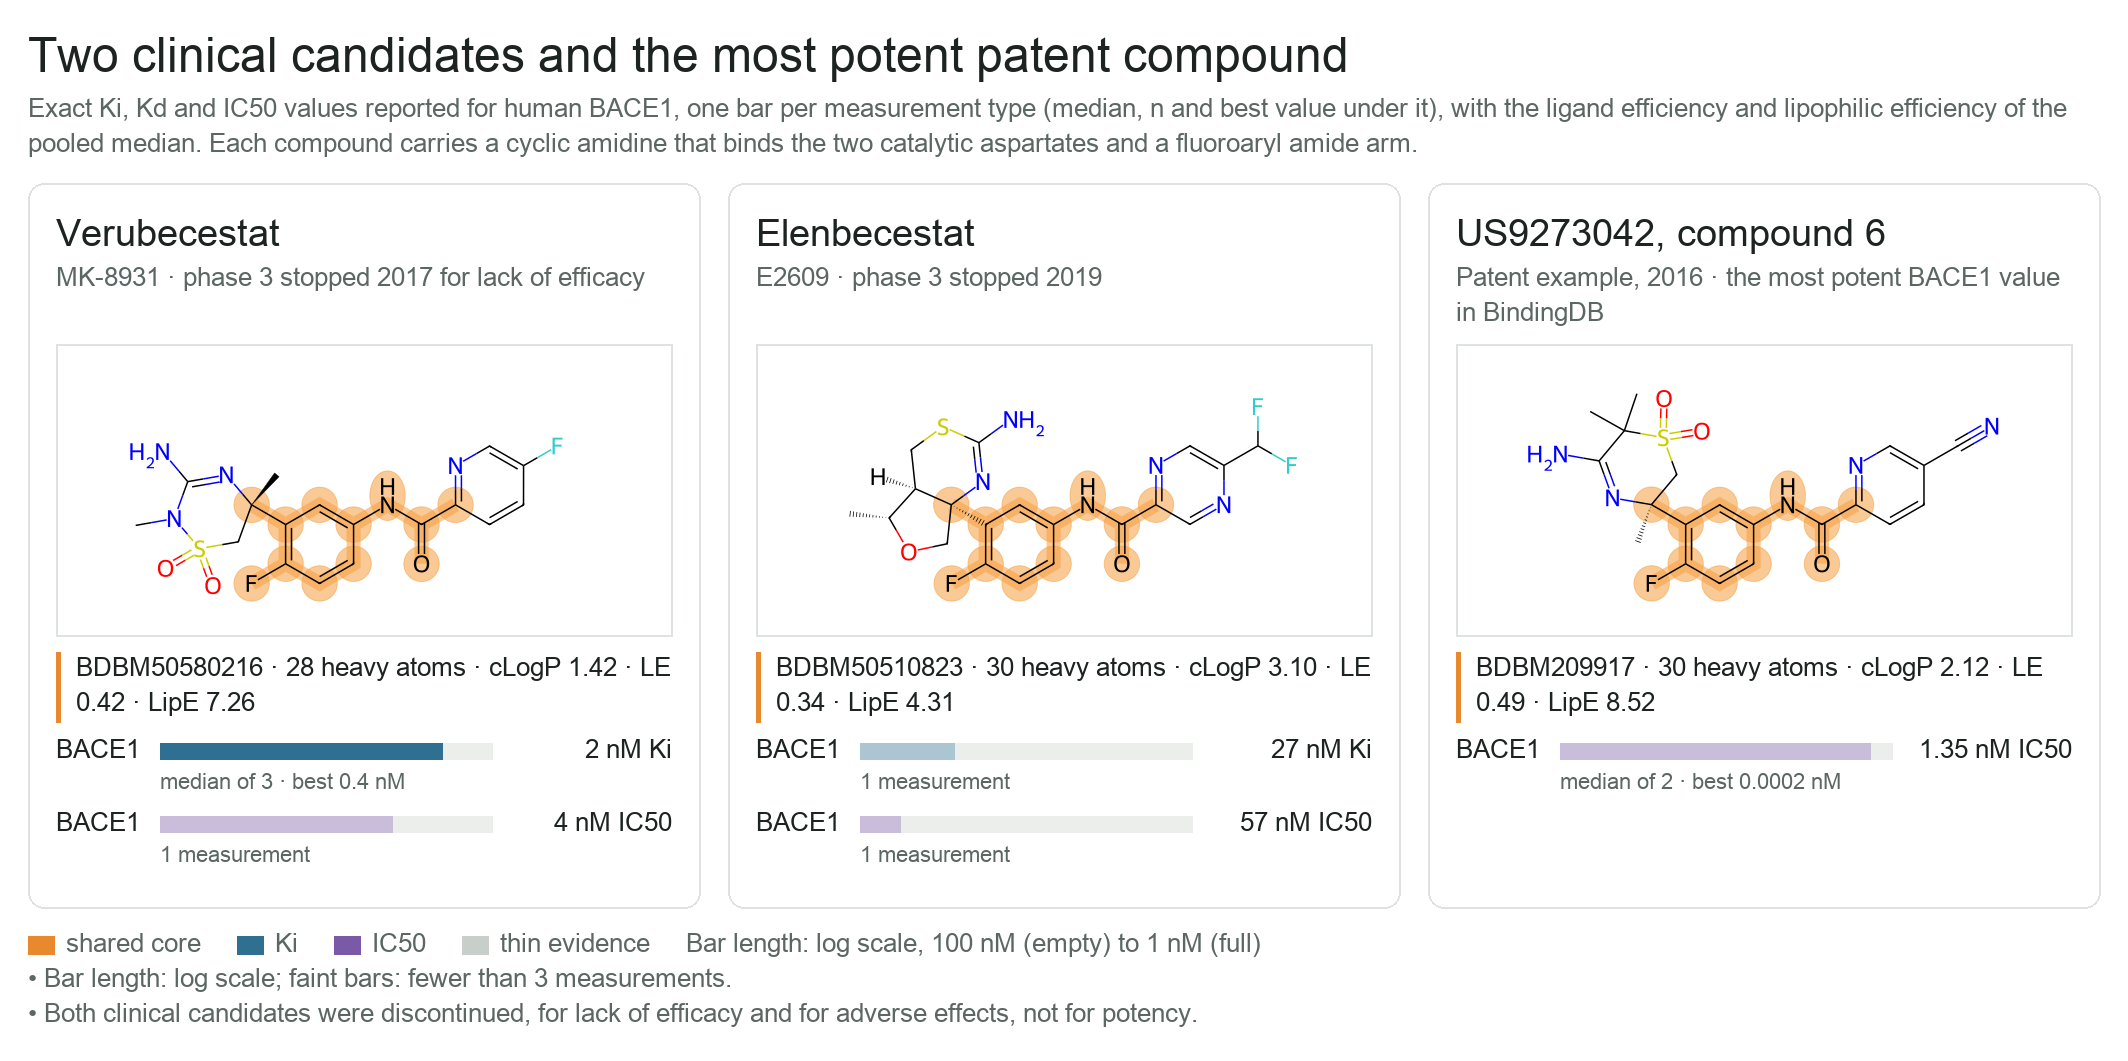 Two clinical candidates and the most potent patent compound
Exact Ki, Kd and IC50 values reported for human BACE1, one bar per measurement type (median, n and best value under it), with the ligand efficiency and lipophilic efficiency of the
pooled median. Each compound carries a cyclic amidine that binds the two catalytic aspartates and a fluoroaryl amide arm.
Verubecestat
MK-8931 · phase 3 stopped 2017 for lack of efficacy
H2N
N
N
S
O
O
F
H
N
O
N
F
BDBM50580216 · 28 heavy atoms · cLogP 1.42 · LE
0.42 · LipE 7.26
BACE1 2 nM Ki
median of 3 · best 0.4 nM
BACE1 4 nM IC50
1 measurement
Elenbecestat
E2609 · phase 3 stopped 2019
S
NH2
H
N
O
F
H
N
O
N
N
F
F
BDBM50510823 · 30 heavy atoms · cLogP 3.10 · LE
0.34 · LipE 4.31
BACE1 27 nM Ki
1 measurement
BACE1 57 nM IC50
1 measurement
US9273042, compound 6
Patent example, 2016 · the most potent BACE1 value
in BindingDB
O
S
O
H2N
N
F
H
N
O
N
N
BDBM209917 · 30 heavy atoms · cLogP 2.12 · LE
0.49 · LipE 8.52
BACE1 1.35 nM IC50
median of 2 · best 0.0002 nM
shared core Ki IC50 thin evidence Bar length: log scale, 100 nM (empty) to 1 nM (full)
• Bar length: log scale; faint bars: fewer than 3 measurements.
• Both clinical candidates were discontinued, for lack of efficacy and for adverse effects, not for potency.